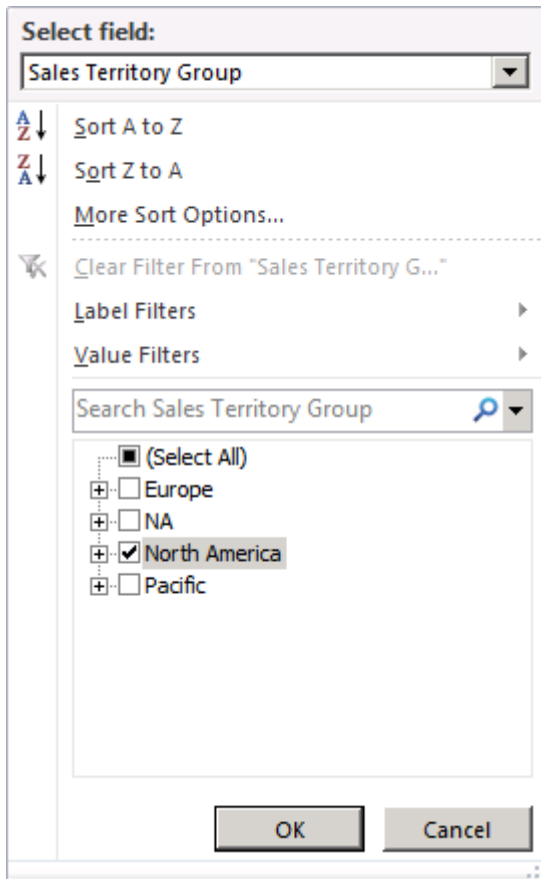 Select field:
Sales Territory Group
A
Z
Sort A to Z
Z
A
Sort Z to A
More Sort Options...
Clear Filter From "Sales Territory G..."
Label Filters
Value Filters
Search Sales Territory Group
(Select All)
Europe
NA
North America
Pacific
OK
Cancel